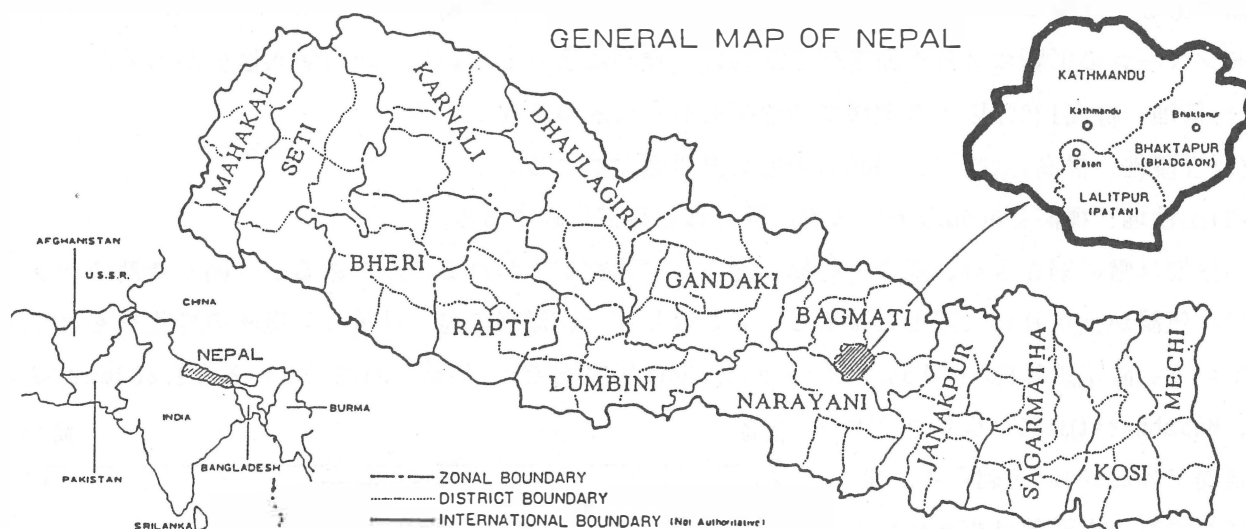 GENERAL MAP OF NEPAL
MAHAKALI
SETI
KARNALI
DHAULAGIRI
BHERI
RAPTI
LUMBINI
GANDAKI
BAGMATI
NARAYANI
JANAKPUR
SAGARMATHA
KOSI
MECHI
KATHMANDU
Kathmandu
Bhaktapur
Patan
BHAKTAPUR
(BHADGAON)
LALITPUR
(PATAN)
AFGHANISTAN
U.S.S.R.
CHINA
NEPAL
INDIA
BURMA
BANGLADESH
PAKISTAN
SRILANKA
ZONAL BOUNDARY
DISTRICT BOUNDARY
INTERNATIONAL BOUNDARY (Not Authoritative)